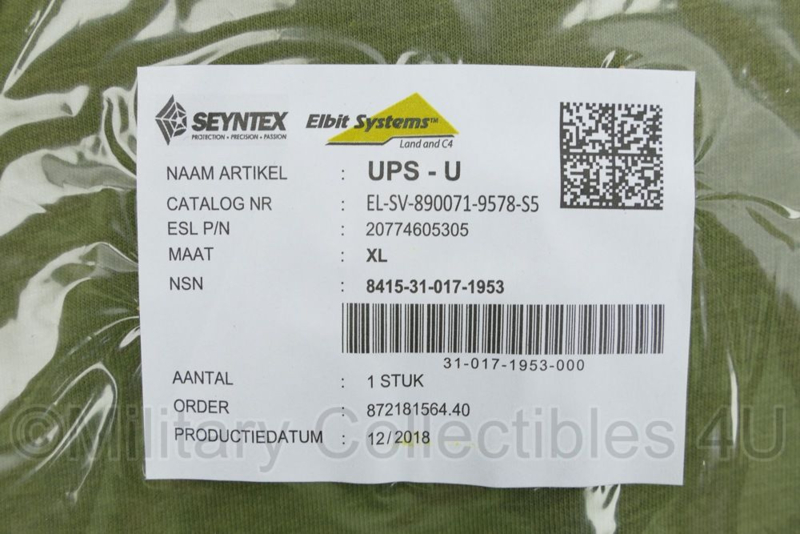 SEYNTEX
PROTECTION • PRECISION • PASSION
Elbit Systems™
Land and C4
NAAM ARTIKEL : UPS - U
CATALOG NR : EL-SV-890071-9578-S5
ESL P/N : 20774605305
MAAT : XL
NSN : 8415-31-017-1953
31-017-1953-000
AANTAL : 1 STUK
ORDER : 872181564.40
PRODUCTIEDATUM : 12/2018
©Military Collectibles 4U